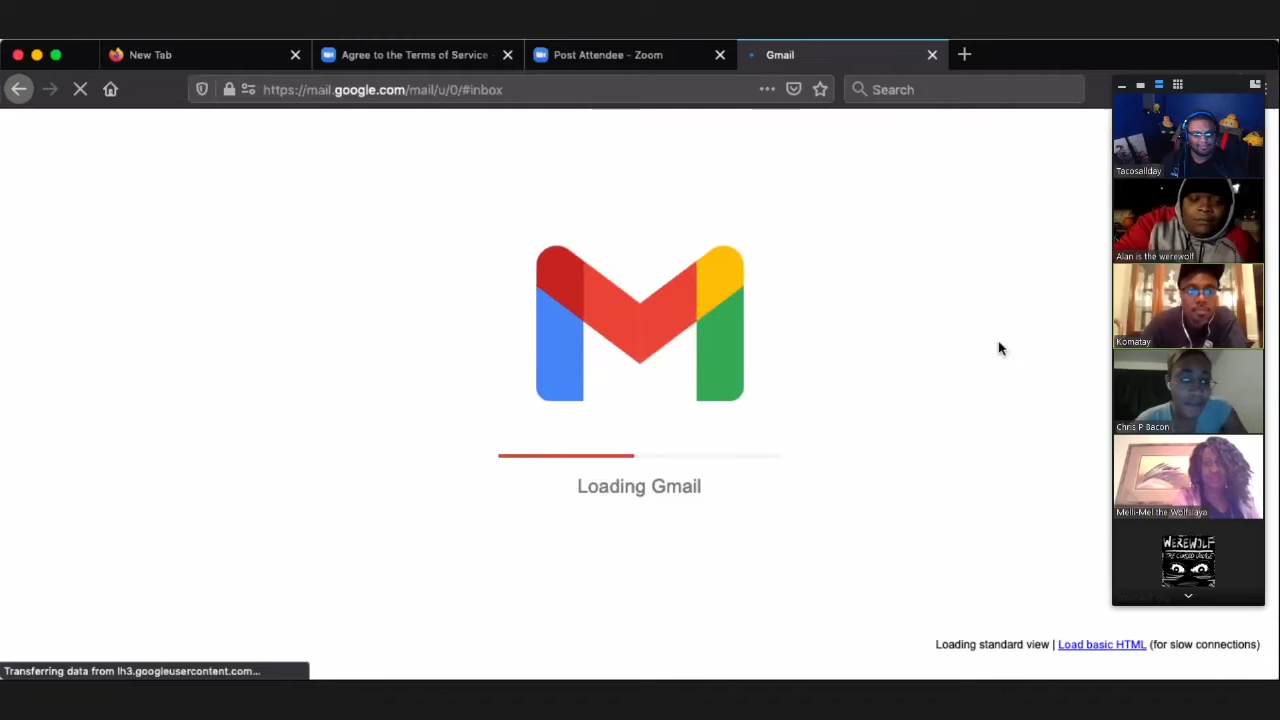 New Tab
Agree to the Terms of Service -
Post Attendee - Zoom
Gmail
https://mail.google.com/mail/u/0/#inbox
Search
Tacosallday
Alan is the werewolf
Komatay
Chris P Bacon
Melli-Mel the Wolfslaya
WEREWOLF
Loading Gmail
Loading standard view | Load basic HTML (for slow connections)
Transferring data from lh3.googleusercontent.com...